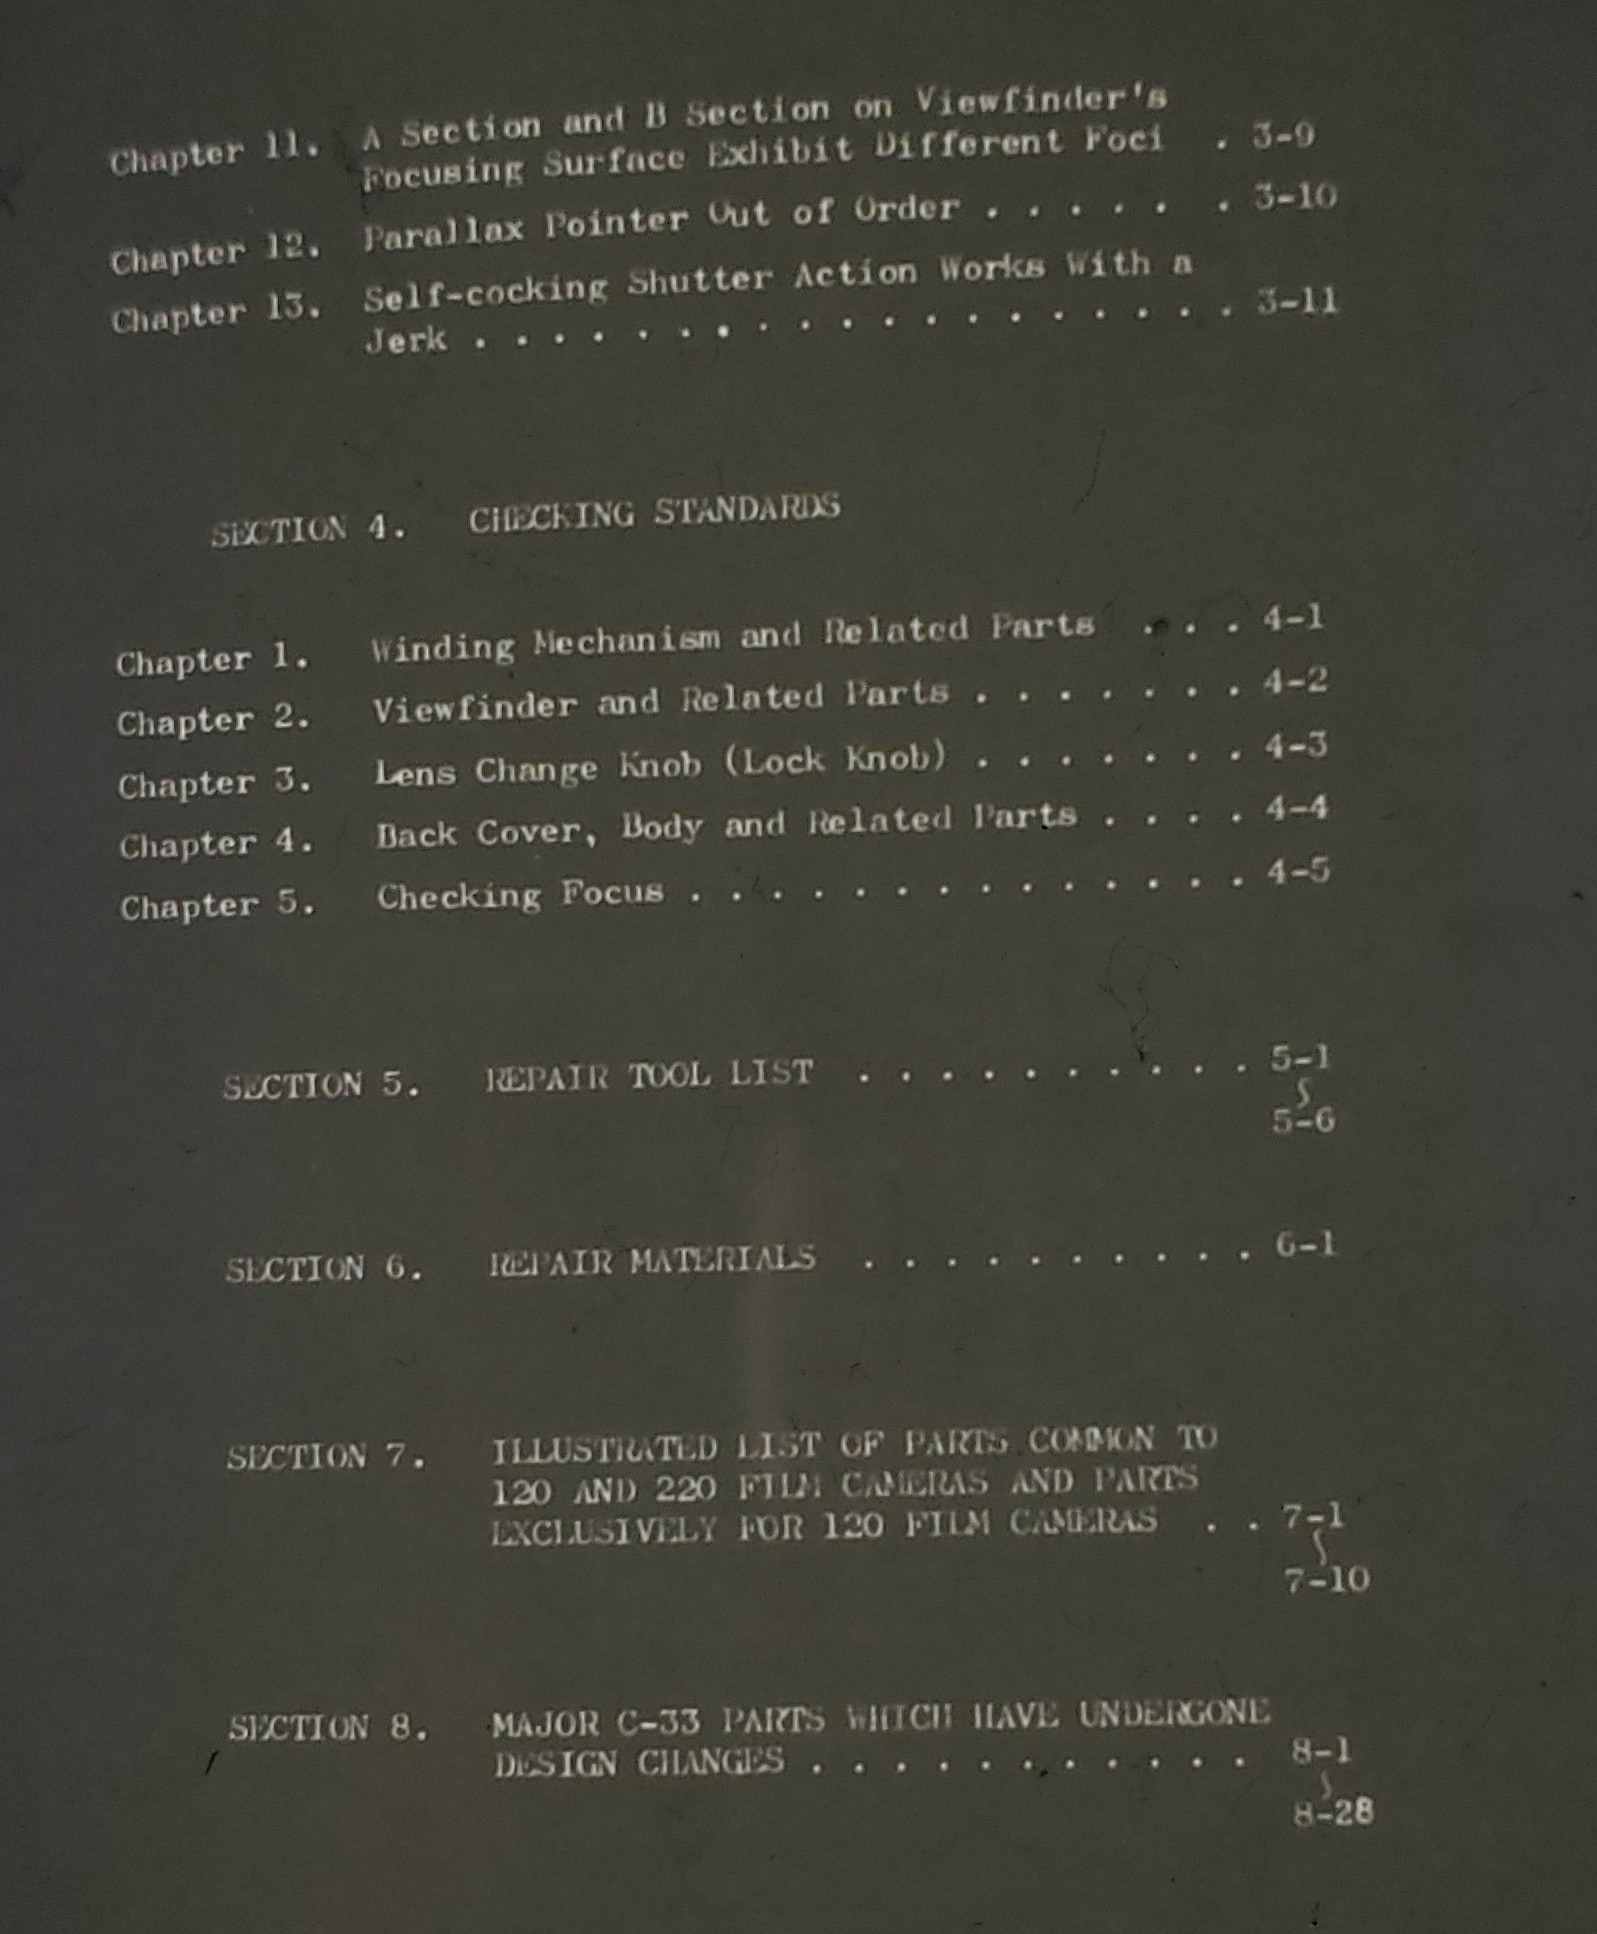 Chapter 11. A Section and B Section on Viewfinder's
Focusing Surface Exhibit Different Foci . 3-9
Chapter 12. Parallax Pointer Out of Order . . . . . . 3-10
Chapter 13. Self-cocking Shutter Action Works With a
Jerk . . . . . . . . . . . . . . . . . . . 3-11
SECTION 4. CHECKING STANDARDS
Chapter 1. Winding Mechanism and Related Parts . . . 4-1
Chapter 2. Viewfinder and Related Parts . . . . . . . 4-2
Chapter 3. Lens Change Knob (Lock Knob) . . . . . . . 4-3
Chapter 4. Back Cover, Body and Related Parts . . . . 4-4
Chapter 5. Checking Focus . . . . . . . . . . . . . . 4-5
SECTION 5. REPAIR TOOL LIST . . . . . . . . . . 5-1
∫
5-6
SECTION 6. REPAIR MATERIALS . . . . . . . . . . 6-1
SECTION 7. ILLUSTRATED LIST OF PARTS COMMON TO
120 AND 220 FILM CAMERAS AND PARTS
EXCLUSIVELY FOR 120 FILM CAMERAS . . 7-1
∫
7-10
SECTION 8. MAJOR C-33 PARTS WHICH HAVE UNDERGONE
DESIGN CHANGES . . . . . . . . . . . 8-1
∫
8-28